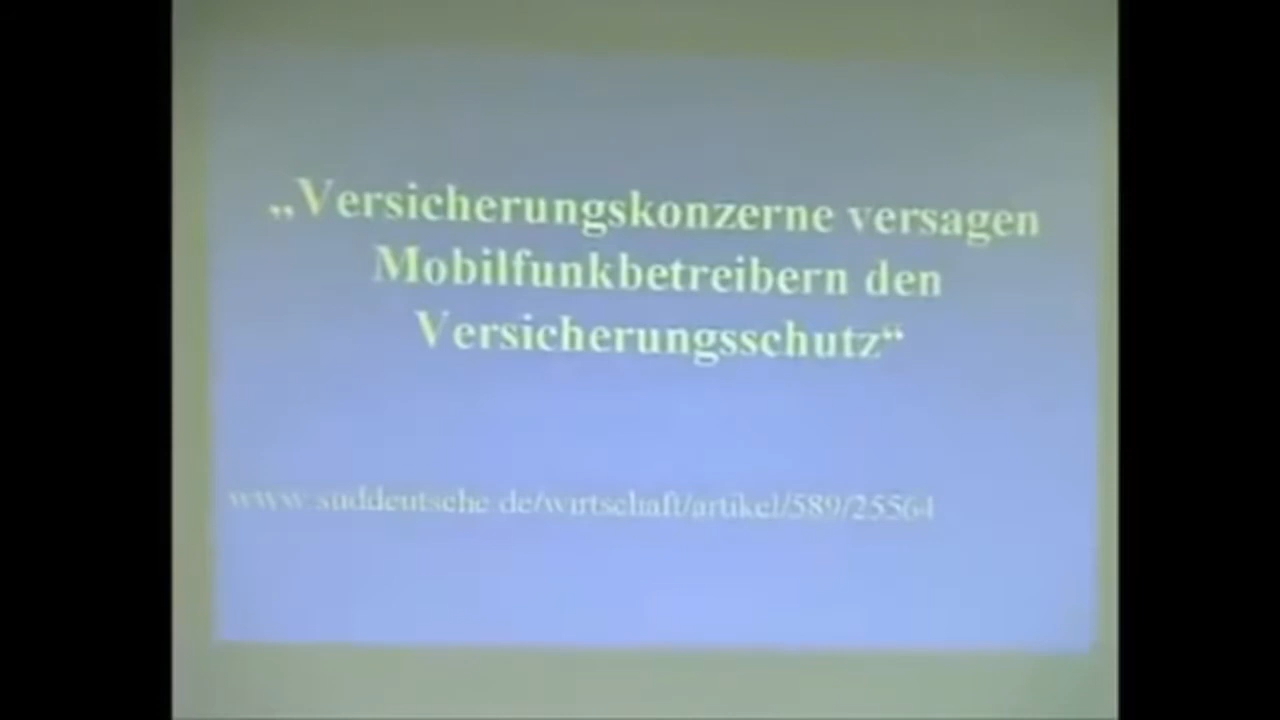 „Versicherungskonzerne versagen
Mobilfunkbetreibern den
Versicherungsschutz“
www.sueddeutsche.de/wirtschaft/artikel/589/25564